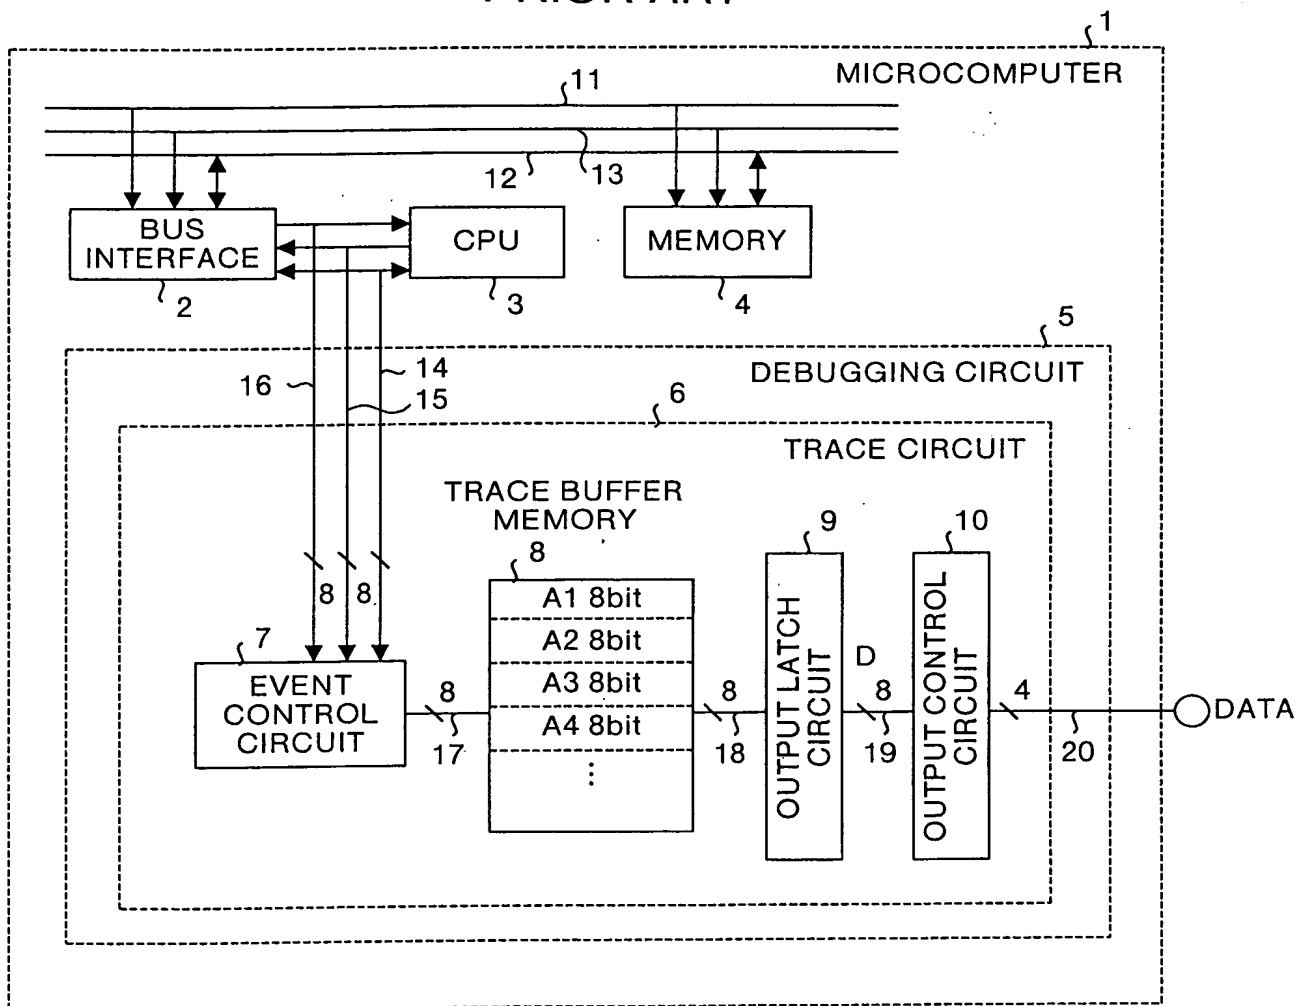 PRIOR ART
1
MICROCOMPUTER
11
12
13
BUS
INTERFACE
2
CPU
3
MEMORY
4
5
DEBUGGING CIRCUIT
16
14
15
6
TRACE CIRCUIT
TRACE BUFFER
MEMORY
8
9
10
8
8
A1 8bit
A2 8bit
A3 8bit
A4 8bit
⋮
7
EVENT
CONTROL
CIRCUIT
8
17
8
18
OUTPUT LATCH
CIRCUIT
D
8
19
OUTPUT CONTROL
CIRCUIT
4
20
DATA